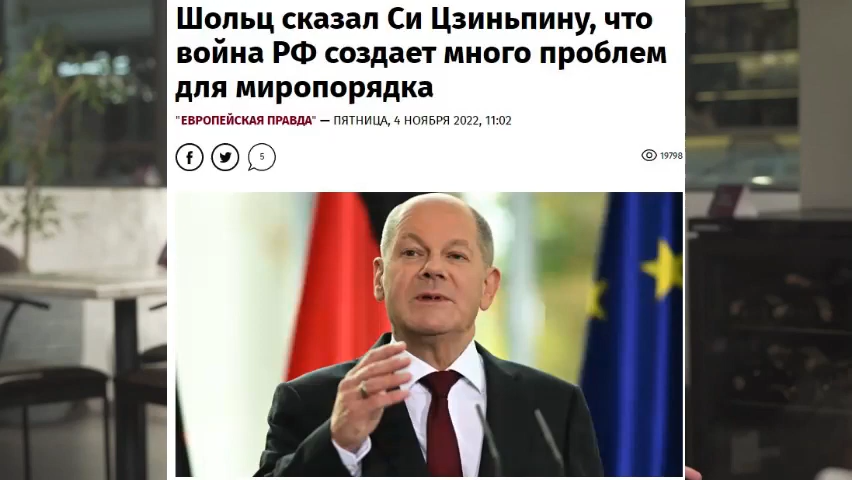 Шольц сказал Си Цзиньпину, что
война РФ создает много проблем
для миропорядка
"ЕВРОПЕЙСКАЯ ПРАВДА" — ПЯТНИЦА, 4 НОЯБРЯ 2022, 11:02
5
19798